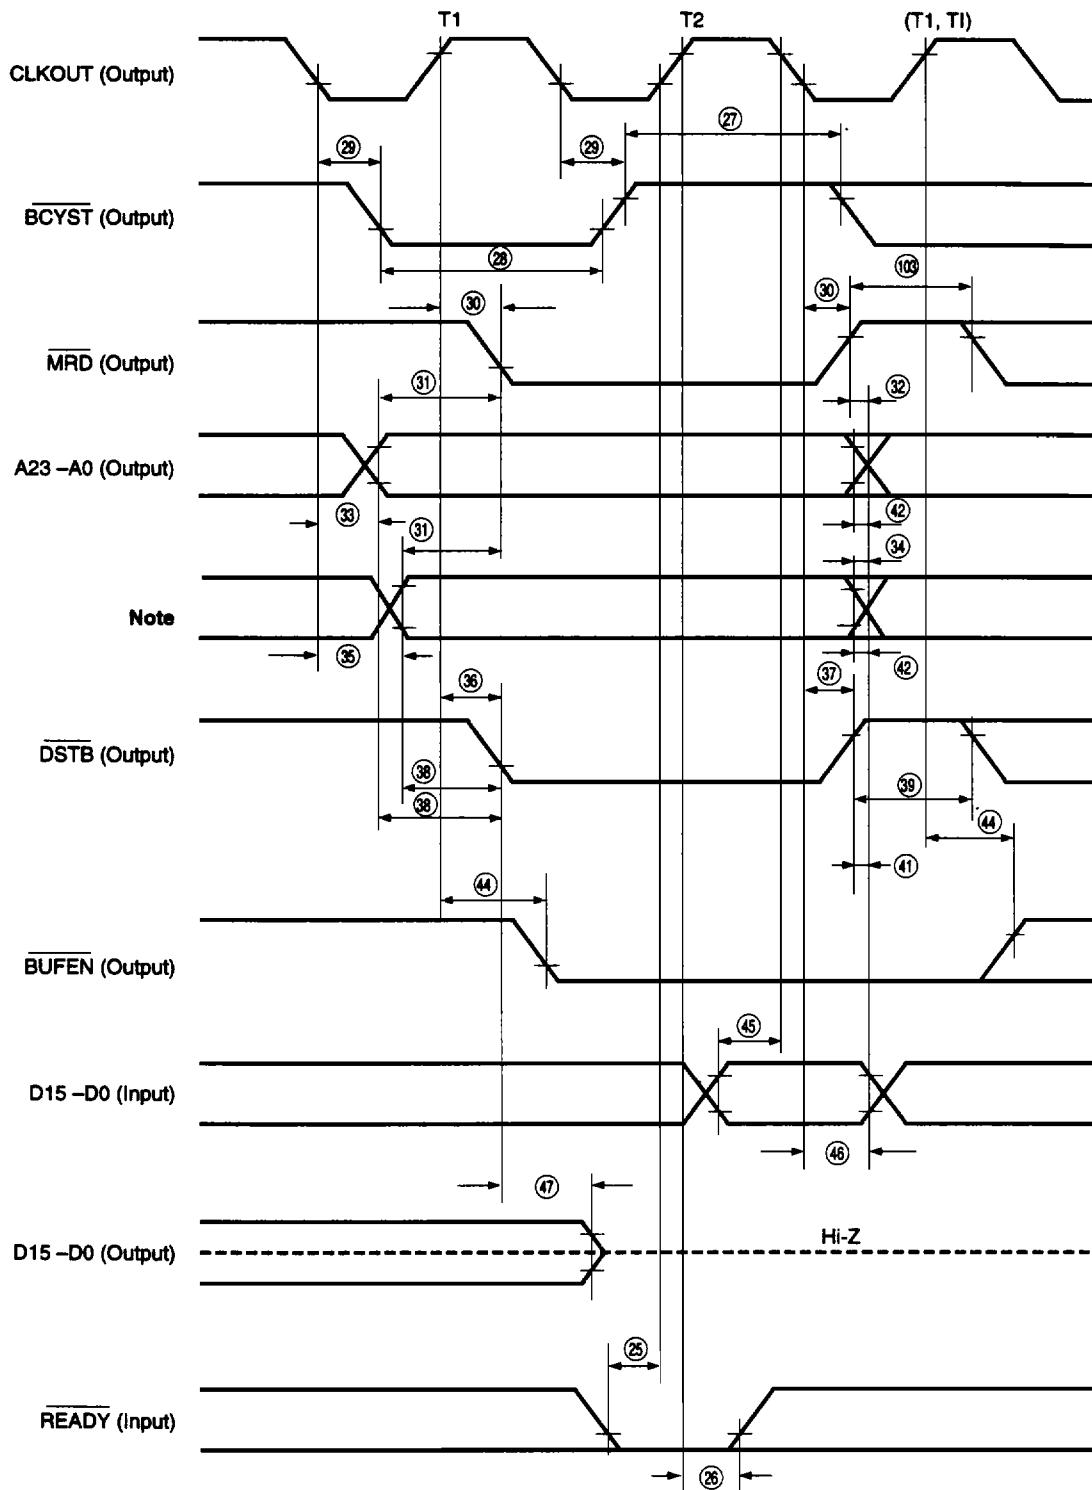 T1 T2 (T1, TI)
CLKOUT (Output)
27
29 29
BCYST (Output)
28
103
30 30
MRD (Output)
31 32
A23 –A0 (Output)
33 31 42
34
Note
35 37 42
36
DSTB (Output)
38 39
38 44
41
44
BUFEN (Output)
45
D15 –D0 (Input)
46
47
D15 –D0 (Output) Hi-Z
25
READY (Input)
26